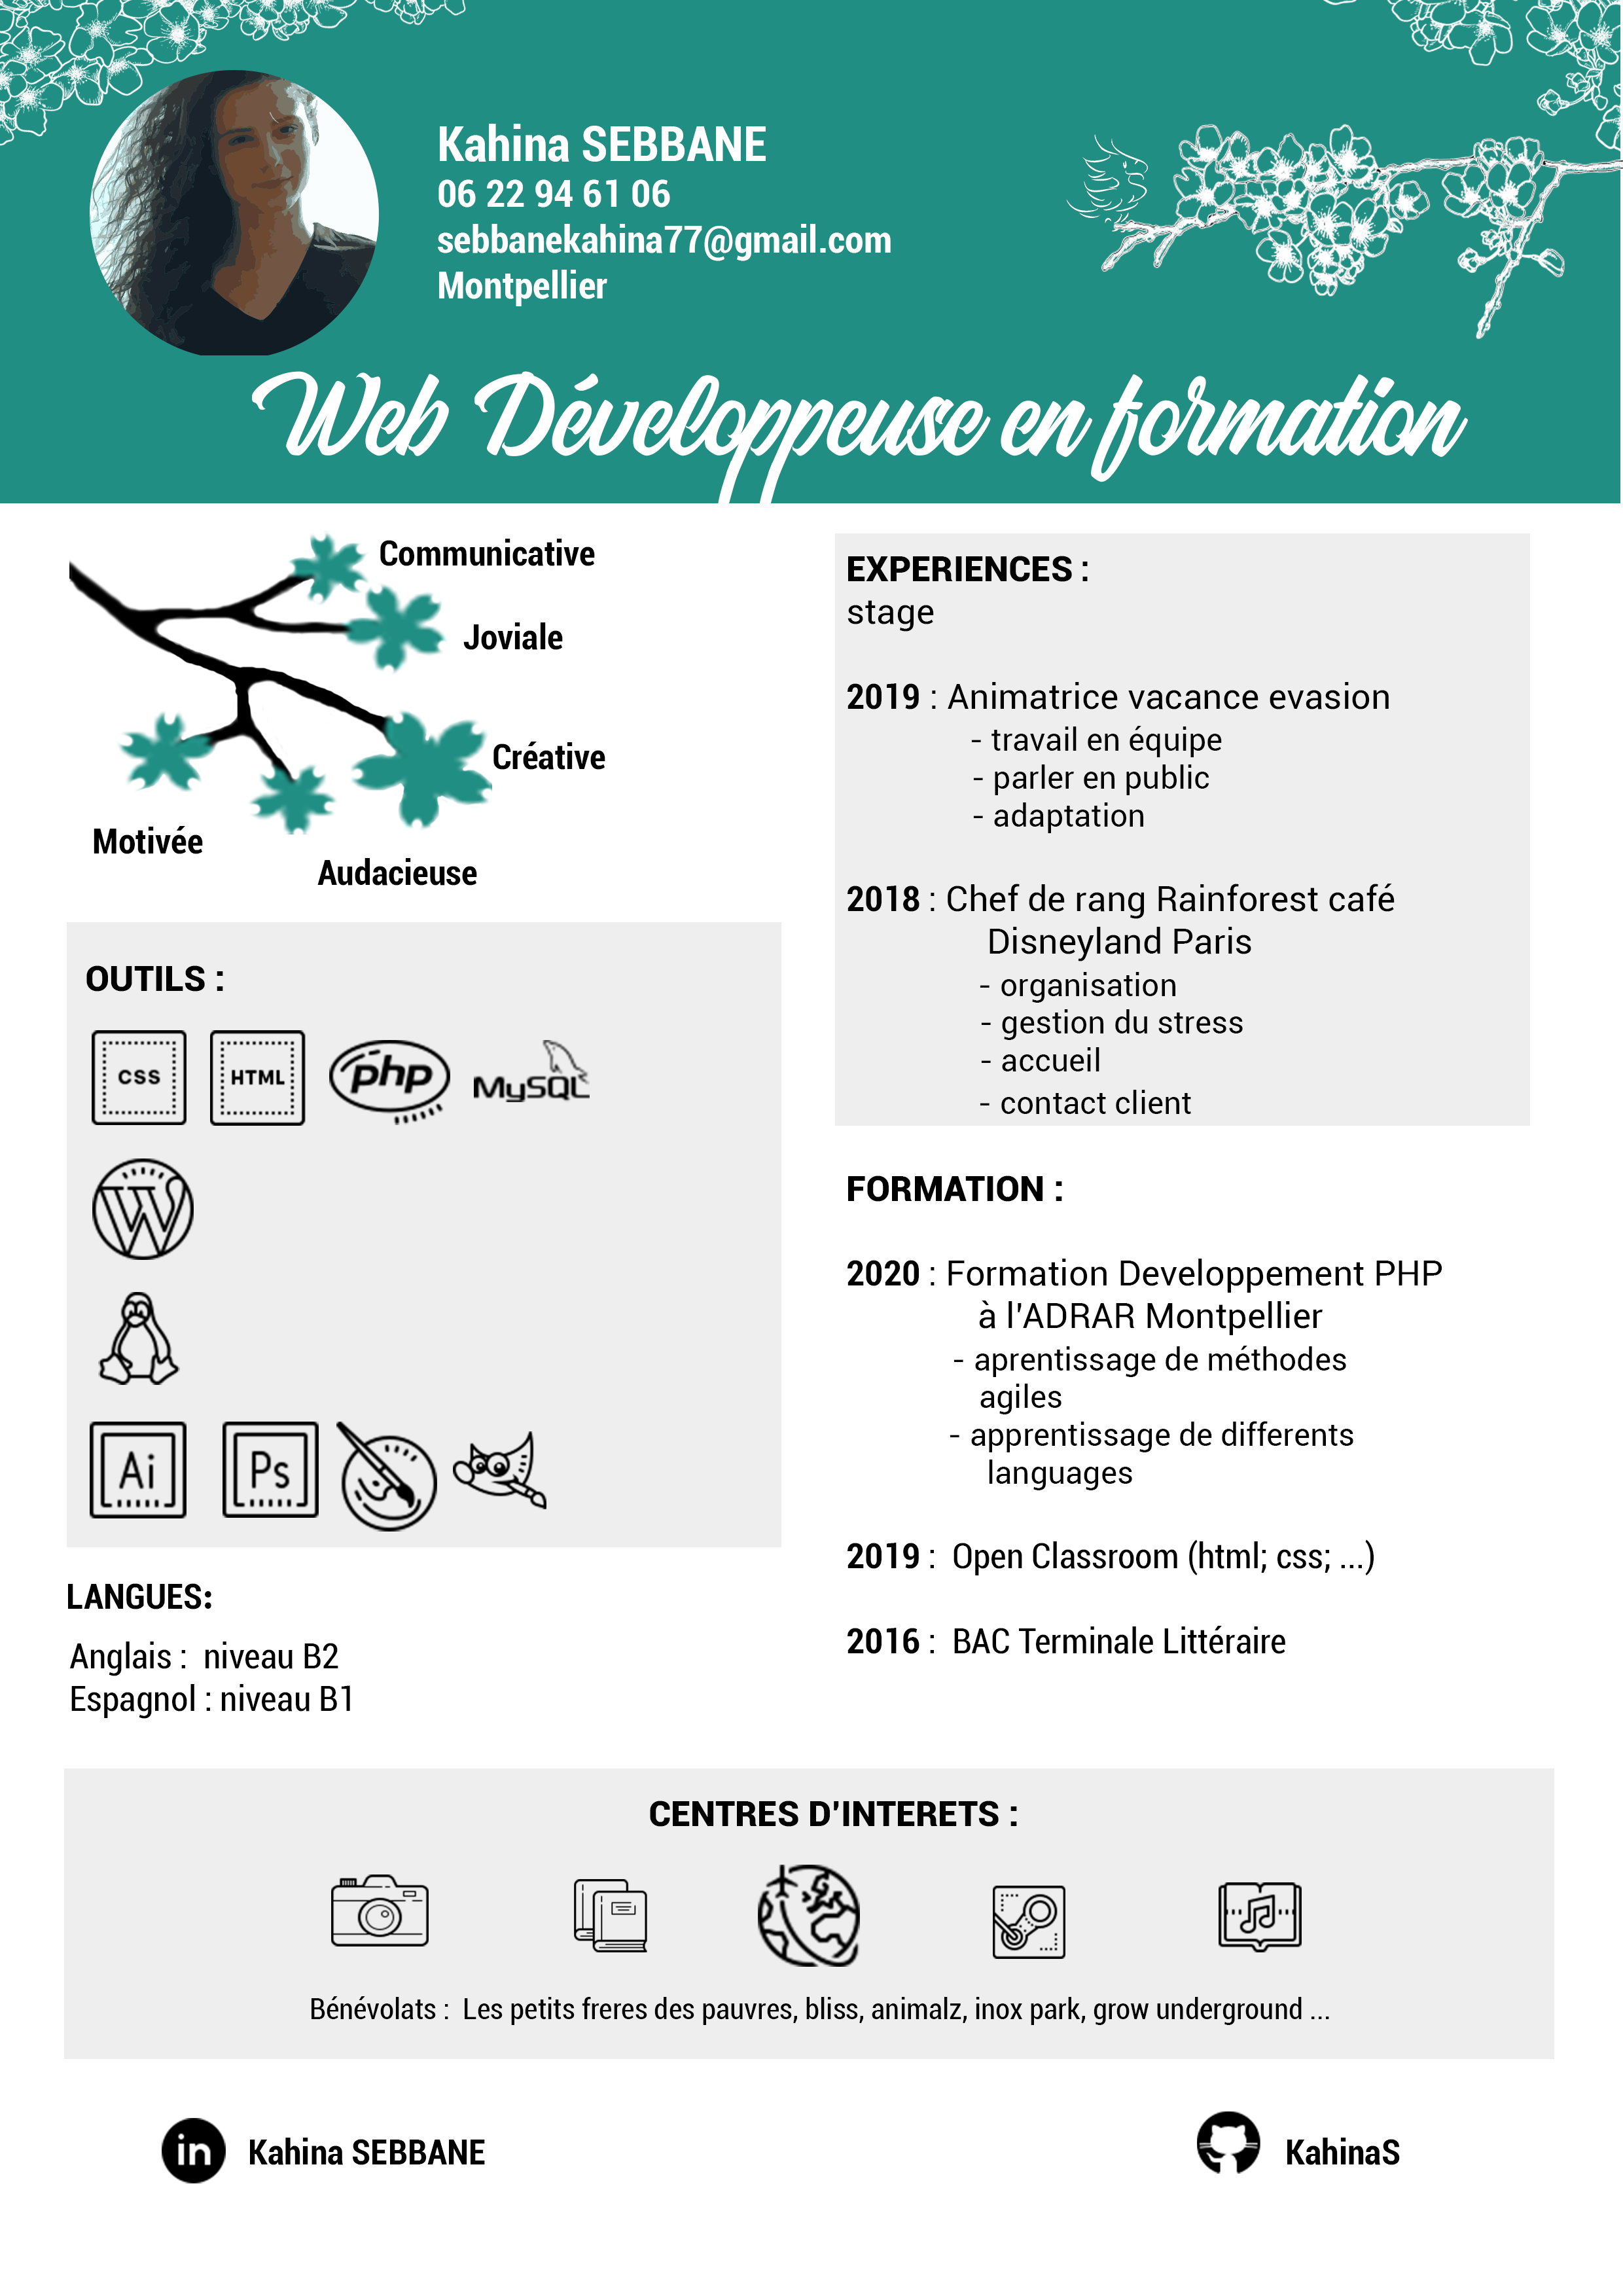 Kahina SEBBANE
06 22 94 61 06
sebbanekahina77@gmail.com
Montpellier
Web Développeuse en formation
Communicative
Joviale
Créative
Motivée
Audacieuse
OUTILS :
CSS HTML php MySQL
W
Ai Ps
LANGUES:
Anglais : niveau B2
Espagnol : niveau B1
EXPERIENCES :
stage
2019 : Animatrice vacance evasion
- travail en équipe
- parler en public
- adaptation
2018 : Chef de rang Rainforest café
Disneyland Paris
- organisation
- gestion du stress
- accueil
- contact client
FORMATION :
2020 : Formation Developpement PHP
à l'ADRAR Montpellier
- aprentissage de méthodes
agiles
- apprentissage de differents
languages
2019 : Open Classroom (html; css; ...)
2016 : BAC Terminale Littéraire
CENTRES D'INTERETS :
Bénévolats : Les petits freres des pauvres, bliss, animalz, inox park, grow underground ...
in Kahina SEBBANE
KahinaS